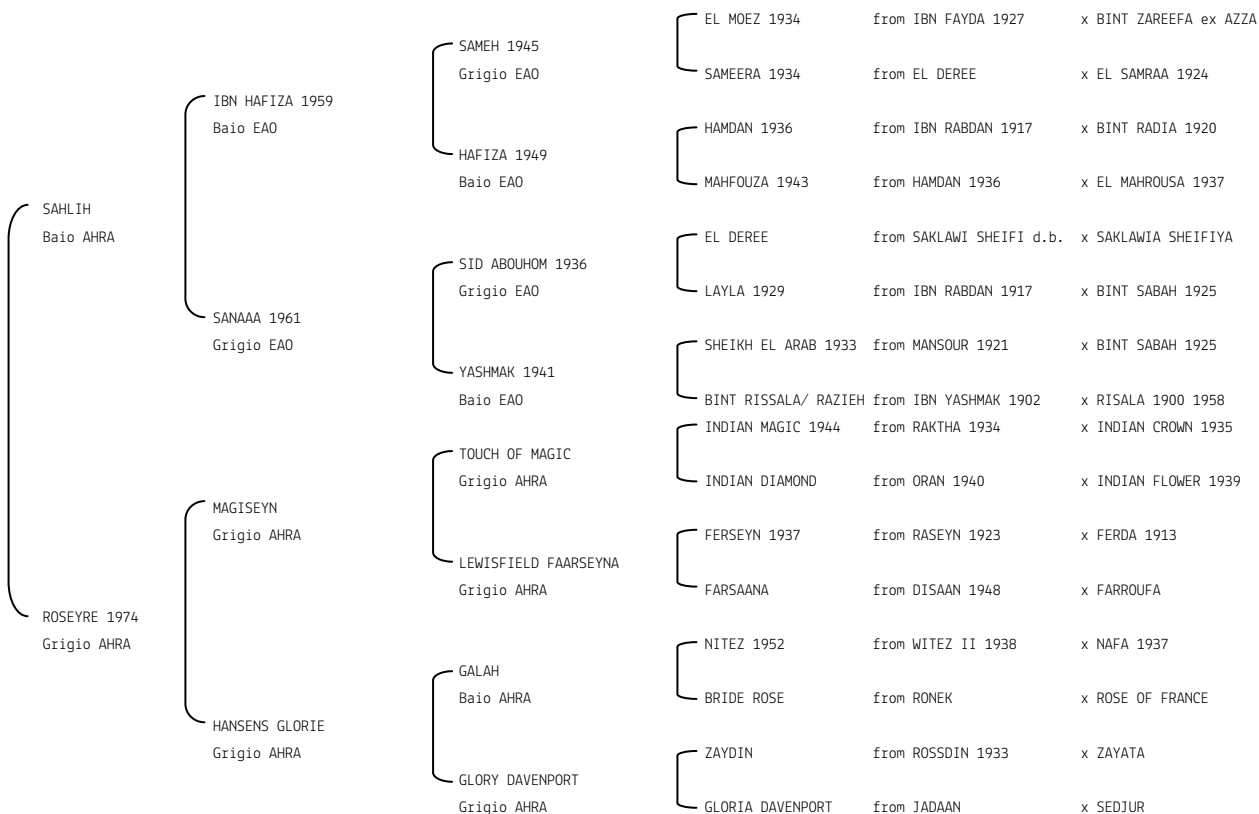 EL MOEZ 1934 from IBN FAYDA 1927 x BINT ZAREEFA ex AZZA
SAMEH 1945
Grigio EAO
SAMEERA 1934 from EL DEREE x EL SAMRAA 1924
IBN HAFIZA 1959
Baio EAO
HAMDAN 1936 from IBN RABDAN 1917 x BINT RADIA 1920
HAFIZA 1949
Baio EAO
MAHFOUZA 1943 from HAMDAN 1936 x EL MAHROUSA 1937
SAHLIH
Baio AHRA
EL DEREE from SAKLAWI SHEIFI d.b. x SAKLAWIA SHEIFIYA
SID ABOUHOM 1936
Grigio EAO
LAYLA 1929 from IBN RABDAN 1917 x BINT SABAH 1925
SANAAA 1961
Grigio EAO
SHEIKH EL ARAB 1933 from MANSOUR 1921 x BINT SABAH 1925
YASHMAK 1941
Baio EAO
BINT RISSALA/ RAZIEH from IBN YASHMAK 1902 x RISALA 1900 1958
INDIAN MAGIC 1944 from RAKTHA 1934 x INDIAN CROWN 1935
TOUCH OF MAGIC
Grigio AHRA
INDIAN DIAMOND from ORAN 1940 x INDIAN FLOWER 1939
MAGISEYN
Grigio AHRA
FERSEYN 1937 from RASEYN 1923 x FERDA 1913
LEWISFIELD FAARSEYNA
Grigio AHRA
FARSAANA from DISAAN 1948 x FARROUFA
ROSEYRE 1974
Grigio AHRA
NITEZ 1952 from WITEZ II 1938 x NAFA 1937
GALAH
Baio AHRA
BRIDE ROSE from RONEK x ROSE OF FRANCE
HANSENS GLORIE
Grigio AHRA
ZAYDIN from ROSSDIN 1933 x ZAYATA
GLORY DAVENPORT
Grigio AHRA
GLORIA DAVENPORT from JADAAN x SEDJUR